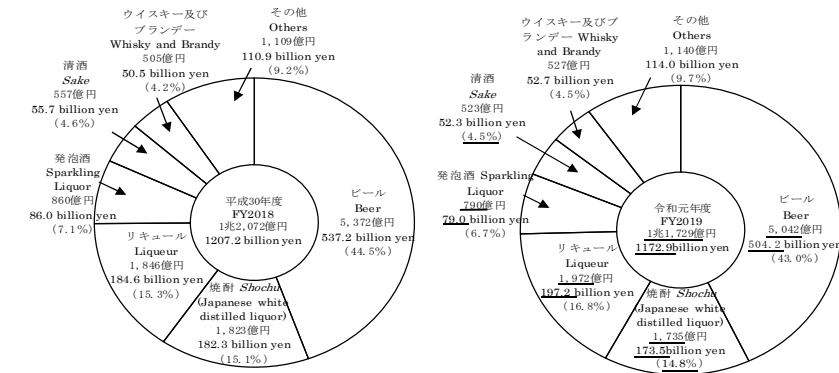 ウイスキー及び
ブランデー
Whisky and Brandy
505億円
50.5 billion yen
(4.2%)
その他
Others
1,109億円
110.9 billion yen
(9.2%)
清酒
Sake
557億円
55.7 billion yen
(4.6%)
発泡酒
Sparkling
Liquor
860億円
86.0 billion yen
(7.1%)
リキュール
Liqueur
1,846億円
184.6 billion yen
(15.3%)
焼酎 Shochu
(Japanese white
distilled liquor)
1,823億円
182.3 billion yen
(15.1%)
平成30年度
FY2018
1兆2,072億円
1207.2 billion yen
ビール
Beer
5,372億円
537.2 billion yen
(44.5%)
ウイスキー及びブ
ランデー Whisky
and Brandy
527億円
52.7 billion yen
(4.5%)
その他
Others
1,140億円
114.0 billion yen
(9.7%)
清酒
Sake
523億円
52.3 billion yen
(4.5%)
発泡酒 Sparkling
Liquor
790億円
79.0 billion yen
(6.7%)
リキュール
Liqueur
1,972億円
197.2 billion yen
(16.8%)
焼酎 Shochu
(Japanese white
distilled liquor)
1,735億円
173.5billion yen
(14.8%)
令和元年度
FY2019
1兆1,729億円
1172.9billion yen
ビール
Beer
5,042億円
504.2 billion yen
(43.0%)